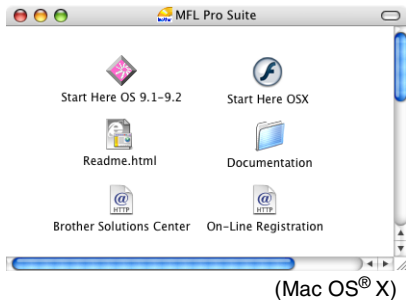 MFL Pro Suite
Start Here OS 9.1-9.2
Start Here OSX
Readme.html
Documentation
@
HTTP
@
HTTP
Brother Solutions Center
On-Line Registration
(Mac OS® X)